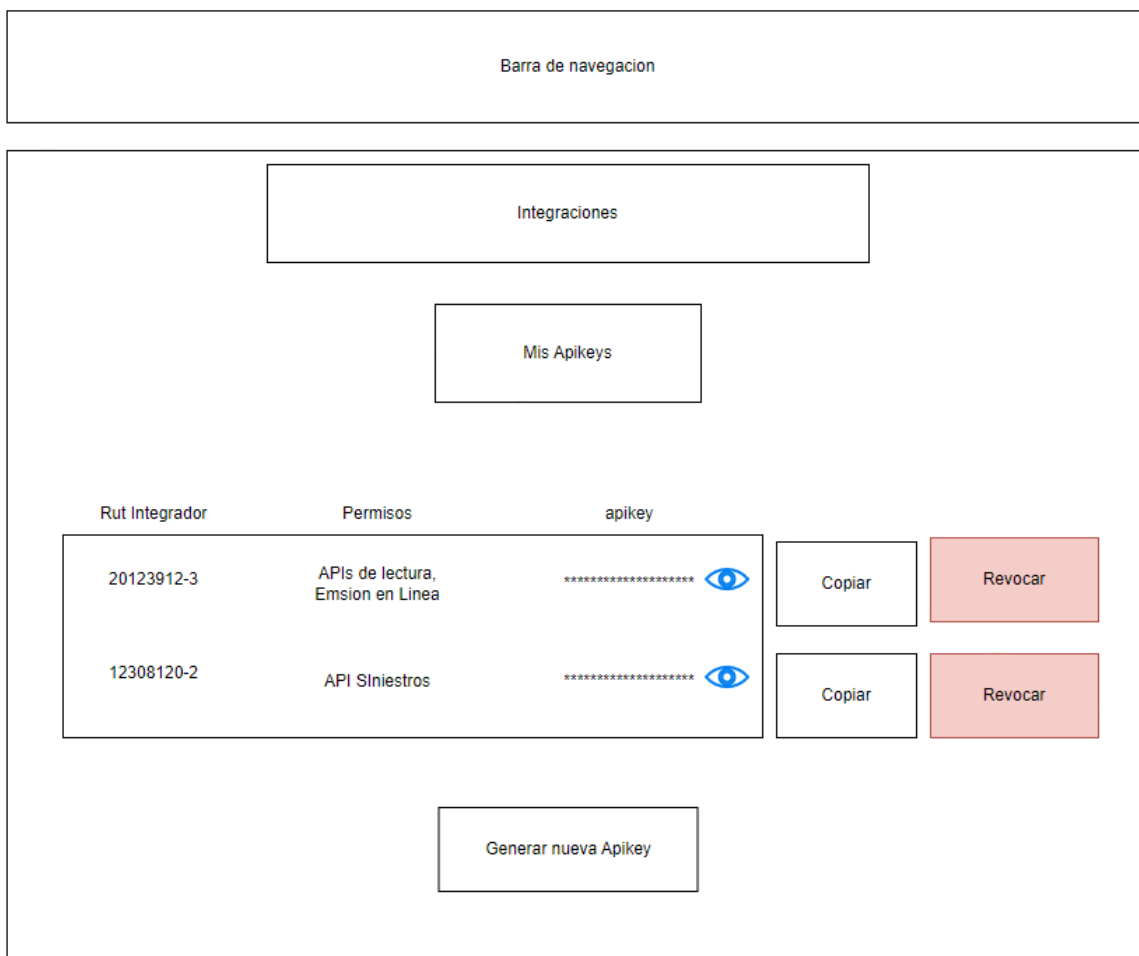 Barra de navegacion
Integraciones
Mis Apikeys
Rut Integrador Permisos apikey
20123912-3 APIs de lectura, ******************** Copiar Revocar
Emsion en Linea
12308120-2 API SIniestros ******************** Copiar Revocar
Generar nueva Apikey